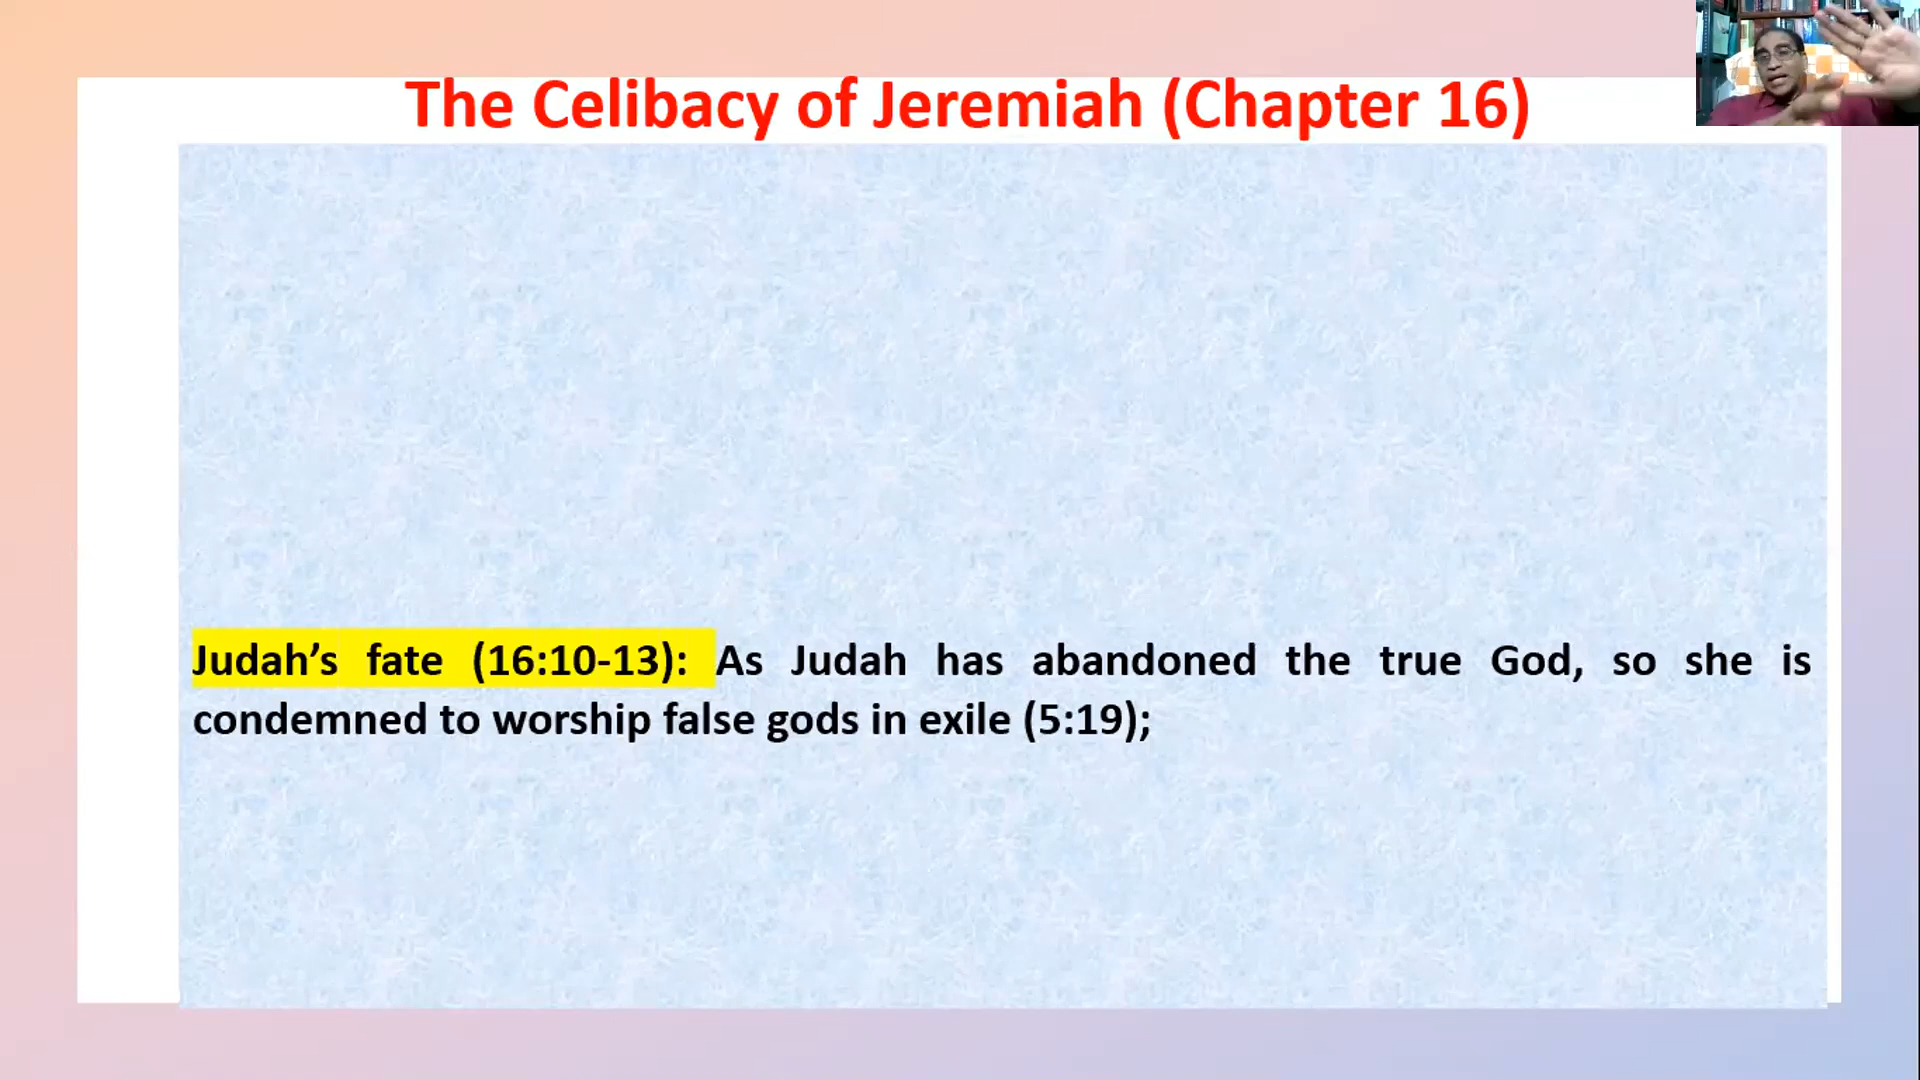 The Celibacy of Jeremiah (Chapter 16)
Judah’s fate (16:10-13): As Judah has abandoned the true God, so she is
condemned to worship false gods in exile (5:19);